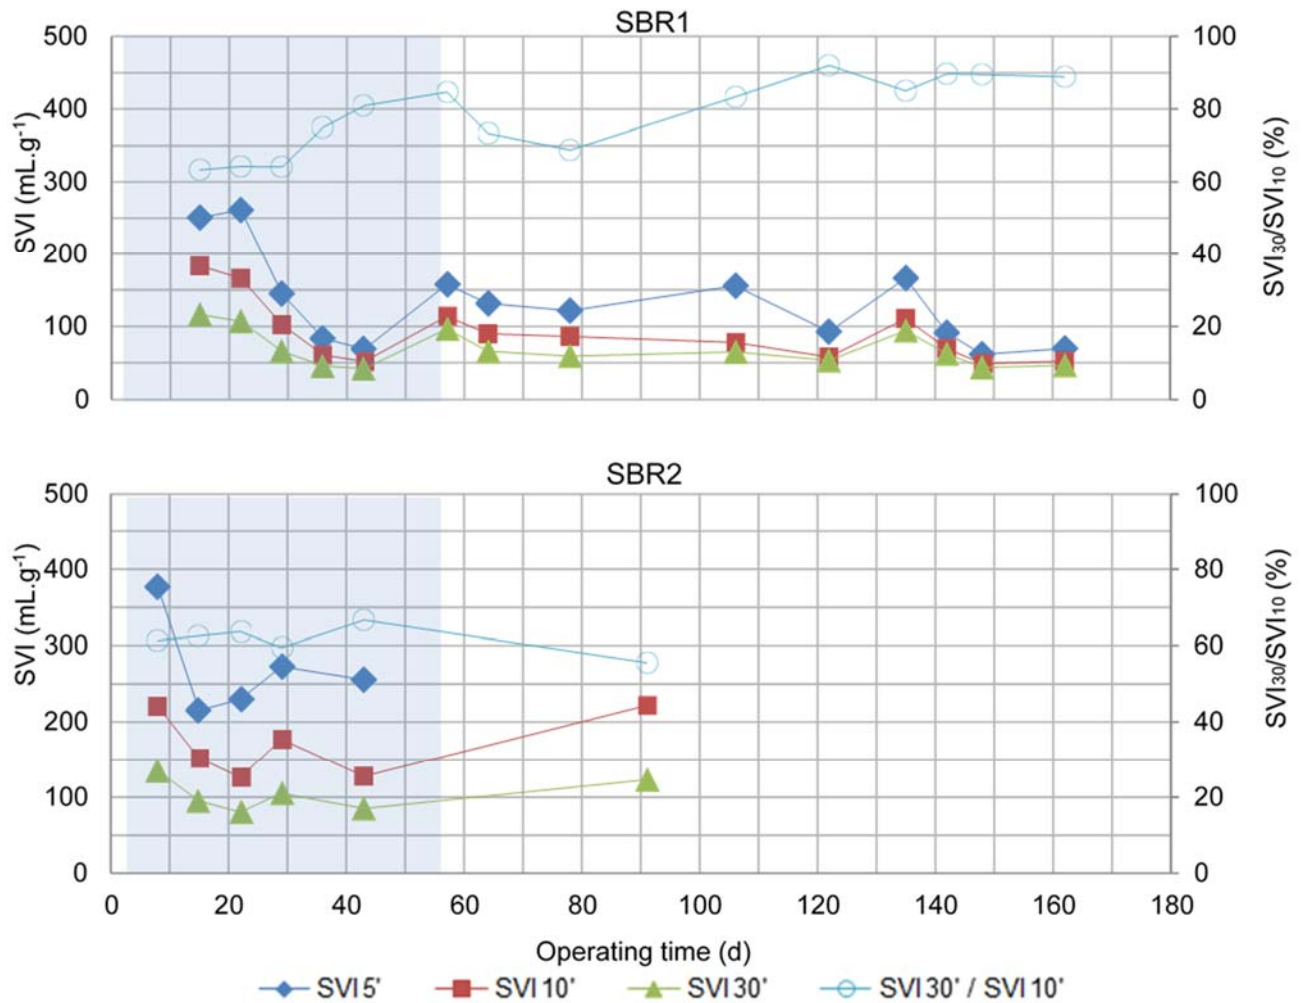 SBR1
500
400
300
200
100
0
SVI (mL.g⁻¹)
100
80
60
40
20
0
SVI₃₀/SVI₁₀ (%)
SBR2
500
400
300
200
100
0
SVI (mL.g⁻¹)
100
80
60
40
20
0
SVI₃₀/SVI₁₀ (%)
0 20 40 60 80 100 120 140 160 180
Operating time (d)
SVI 5' SVI 10' SVI 30' SVI 30' / SVI 10'